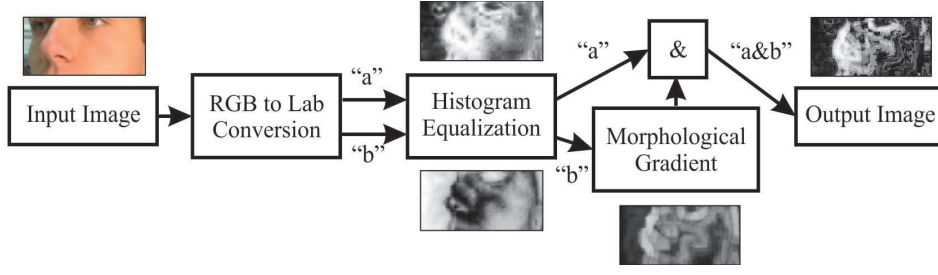 Input Image
RGB to Lab
Conversion
“a”
“b”
Histogram
Equalization
“a”
“b”
&
Morphological
Gradient
“a&b”
Output Image